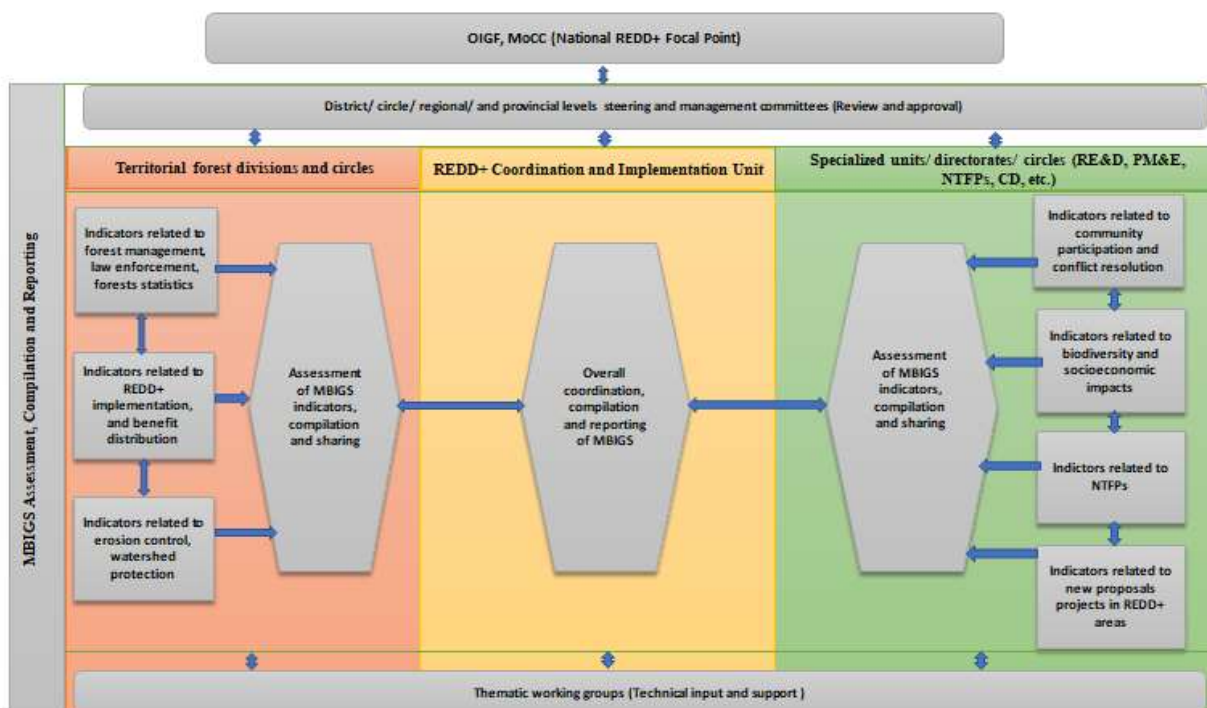 OIGF, MoCC (National REDD+ Focal Point)
District/ circle/ regional/ and provincial levels steering and management committees (Review and approval)
MBIGS Assessment, Compilation and Reporting
Territorial forest divisions and circles
REDD+ Coordination and Implementation Unit
Specialized units/ directorates/ circles (RE&D, PM&E,
NTFPs, CD, etc.)
Indicators related to
forest management,
law enforcement,
forests statistics
Indicators related to
REDD+
implementation,
and benefit
distribution
Indicators related to
erosion control,
watershed
protection
Assessment
of MBIGS
indicators,
compilation
and sharing
Overall
coordination,
compilation
and reporting
of MBIGS
Assessment
of MBIGS
indicators,
compilation
and sharing
Indicators related to
community
participation and
conflict resolution
Indicators related to
biodiversity and
socioeconomic
impacts
Indictors related to
NTFPs
Indicators related to
new proposals
projects in REDD+
areas
Thematic working groups (Technical input and support )